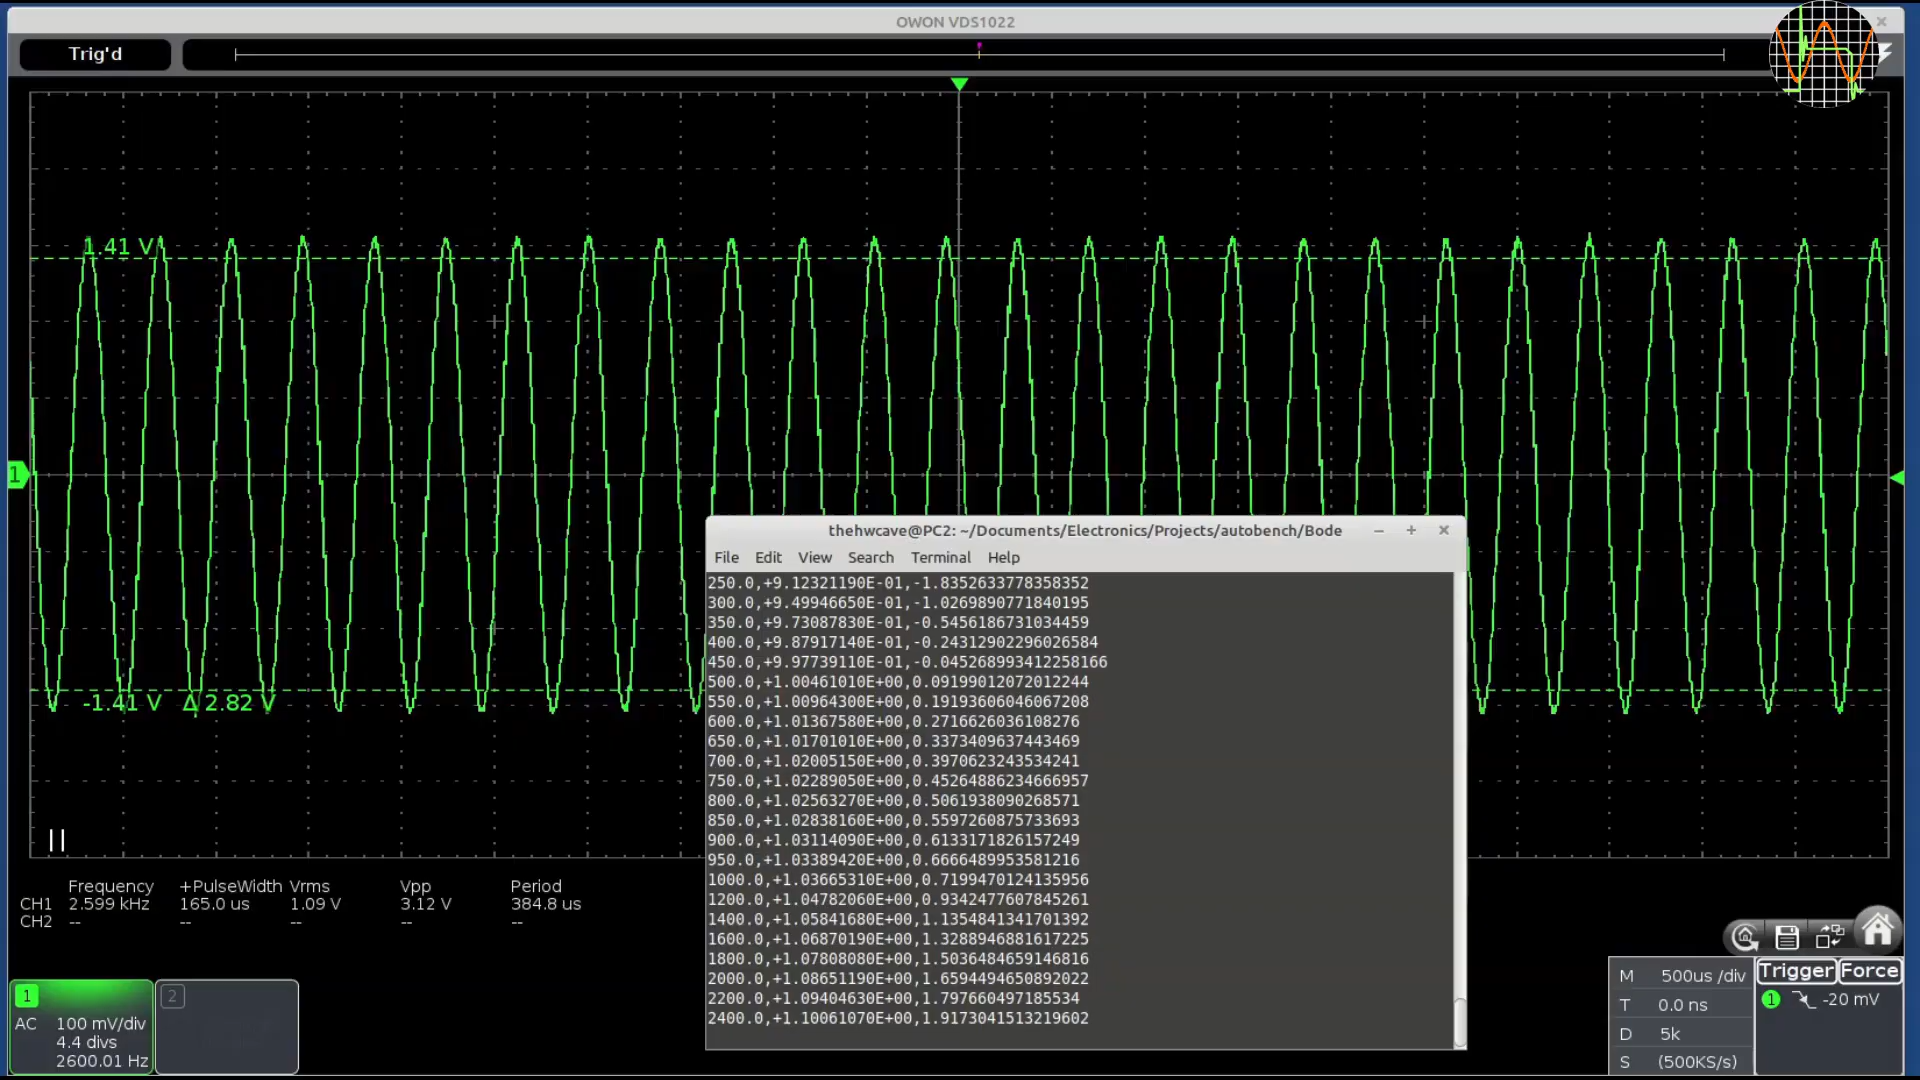 OWON VDS1022
Trig'd
1.41 V
1
-1.41 V Δ 2.82 V
thehwcave@PC2: ~/Documents/Electronics/Projects/autobench/Bode
File Edit View Search Terminal Help
250.0,+9.12321190E-01,-1.8352633778358352
300.0,+9.49946650E-01,-1.0269890771840195
350.0,+9.73087830E-01,-0.5456186731034459
400.0,+9.87917140E-01,-0.24312902296026584
450.0,+9.97739110E-01,-0.045268993412258166
500.0,+1.00461010E+00,0.09199012072012244
550.0,+1.00964300E+00,0.19193606046067208
600.0,+1.01367580E+00,0.2716626036108276
650.0,+1.01701010E+00,0.3373409637443469
700.0,+1.02005150E+00,0.3970623243534241
750.0,+1.02289050E+00,0.45264886234666957
800.0,+1.02563270E+00,0.5061938090268571
850.0,+1.02838160E+00,0.5597260875733693
900.0,+1.03114090E+00,0.6133171826157249
950.0,+1.03389420E+00,0.6666489953581216
1000.0,+1.03665310E+00,0.7199470124135956
1200.0,+1.04782060E+00,0.9342477607845261
1400.0,+1.05841680E+00,1.1354841341701392
1600.0,+1.06870190E+00,1.3288946881617225
1800.0,+1.07808080E+00,1.5036484659146816
2000.0,+1.08651190E+00,1.6594494650892022
2200.0,+1.09404630E+00,1.797660497185534
2400.0,+1.10061070E+00,1.9173041513219602
Frequency +PulseWidth Vrms Vpp Period
CH1 2.599 kHz 165.0 us 1.09 V 3.12 V 384.8 us
CH2 -- -- -- -- --
1
AC 100 mV/div
4.4 divs
2600.01 Hz
2
M 500us /div
T 0.0 ns
D 5k
S (500KS/s)
Trigger Force
1 -20 mV